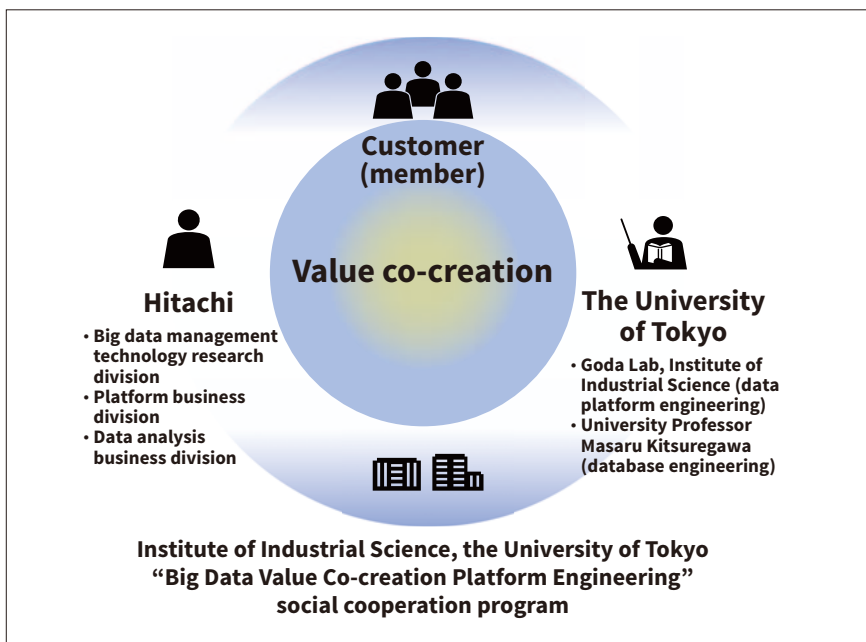 Customer
(member)
Value co-creation
Hitachi
• Big data management
technology research
division
• Platform business
division
• Data analysis
business division
The University
of Tokyo
• Goda Lab, Institute of
Industrial Science (data
platform engineering)
• University Professor
Masaru Kitsuregawa
(database engineering)
Institute of Industrial Science, the University of Tokyo
“Big Data Value Co-creation Platform Engineering”
social cooperation program